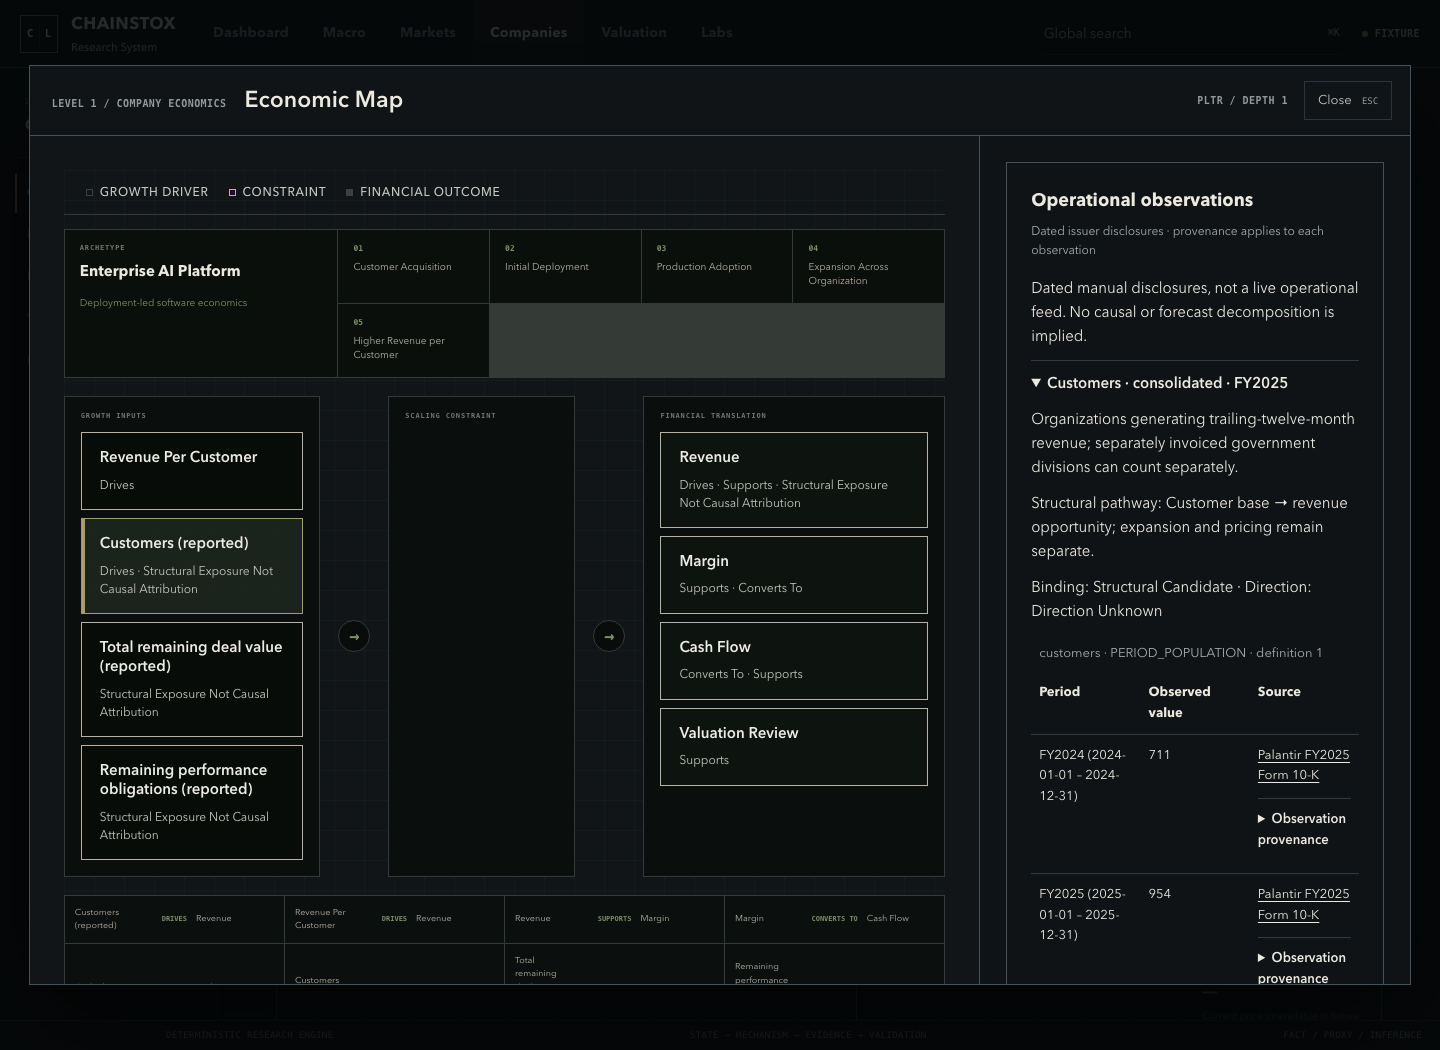 C L
CHAINSTOX
Research System
Dashboard
Macro
Markets
Companies
Valuation
Labs
Global search
⌘K
FIXTURE
LEVEL 1 / COMPANY ECONOMICS
Economic Map
PLTR / DEPTH 1
Close ESC
GROWTH DRIVER
CONSTRAINT
FINANCIAL OUTCOME
ARCHETYPE
Enterprise AI Platform
Deployment-led software economics
01
Customer Acquisition
02
Initial Deployment
03
Production Adoption
04
Expansion Across
Organization
05
Higher Revenue per
Customer
GROWTH INPUTS
Revenue Per Customer
Drives
Customers (reported)
Drives · Structural Exposure Not
Causal Attribution
Total remaining deal value
(reported)
Structural Exposure Not Causal
Attribution
Remaining performance
obligations (reported)
Structural Exposure Not Causal
Attribution
→
SCALING CONSTRAINT
→
FINANCIAL TRANSLATION
Revenue
Drives · Supports · Structural Exposure
Not Causal Attribution
Margin
Supports · Converts To
Cash Flow
Converts To · Supports
Valuation Review
Supports
Customers
(reported)
DRIVES
Revenue
Revenue Per
Customer
DRIVES
Revenue
Revenue
SUPPORTS
Margin
Margin
CONVERTS TO
Cash Flow
Customers
Total
remaining
Remaining
performance
Operational observations
Dated issuer disclosures · provenance applies to each
observation
Dated manual disclosures, not a live operational
feed. No causal or forecast decomposition is
implied.
▼ Customers · consolidated · FY2025
Organizations generating trailing-twelve-month
revenue; separately invoiced government
divisions can count separately.
Structural pathway: Customer base → revenue
opportunity; expansion and pricing remain
separate.
Binding: Structural Candidate · Direction:
Direction Unknown
customers · PERIOD_POPULATION · definition 1
Period
Observed
value
Source
FY2024 (2024-
01-01 – 2024-
12-31)
711
Palantir FY2025
Form 10-K
▶ Observation
provenance
FY2025 (2025-
01-01 – 2025-
12-31)
954
Palantir FY2025
Form 10-K
▶ Observation
provenance
DETERMINISTIC RESEARCH ENGINE
STATE → MECHANISM → EVIDENCE → VALIDATION
FACT / PROXY / INFERENCE